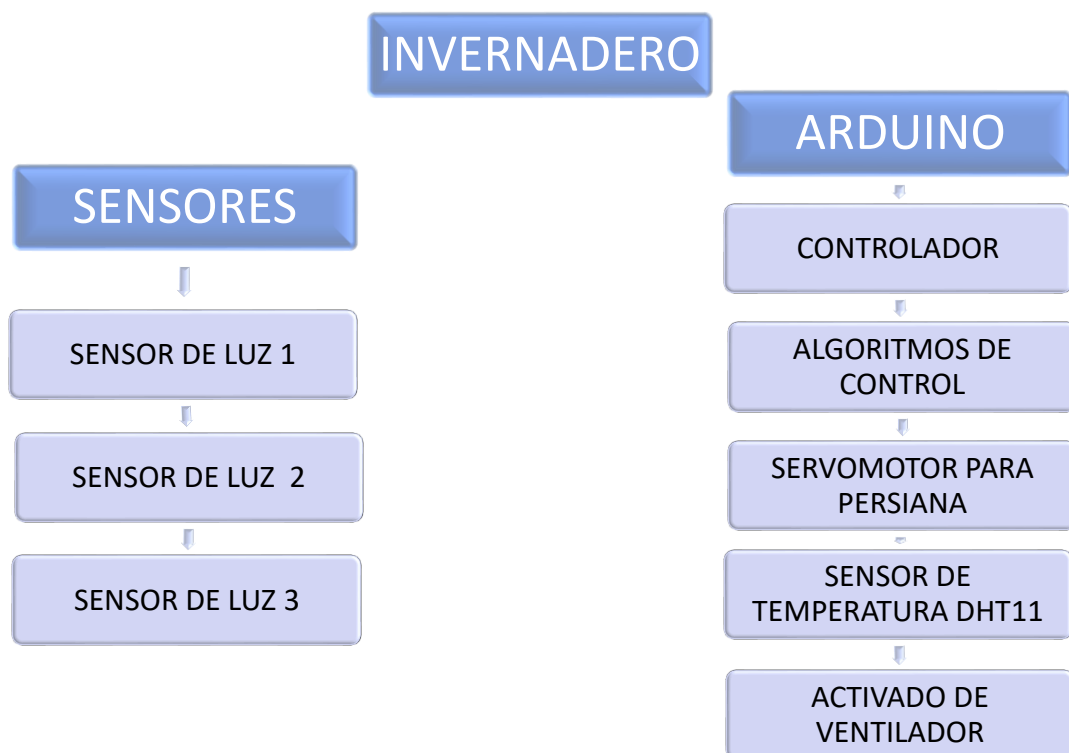 INVERNADERO
SENSORES
SENSOR DE LUZ 1
SENSOR DE LUZ 2
SENSOR DE LUZ 3
ARDUINO
CONTROLADOR
ALGORITMOS DE
CONTROL
SERVOMOTOR PARA
PERSIANA
SENSOR DE
TEMPERATURA DHT11
ACTIVADO DE
VENTILADOR